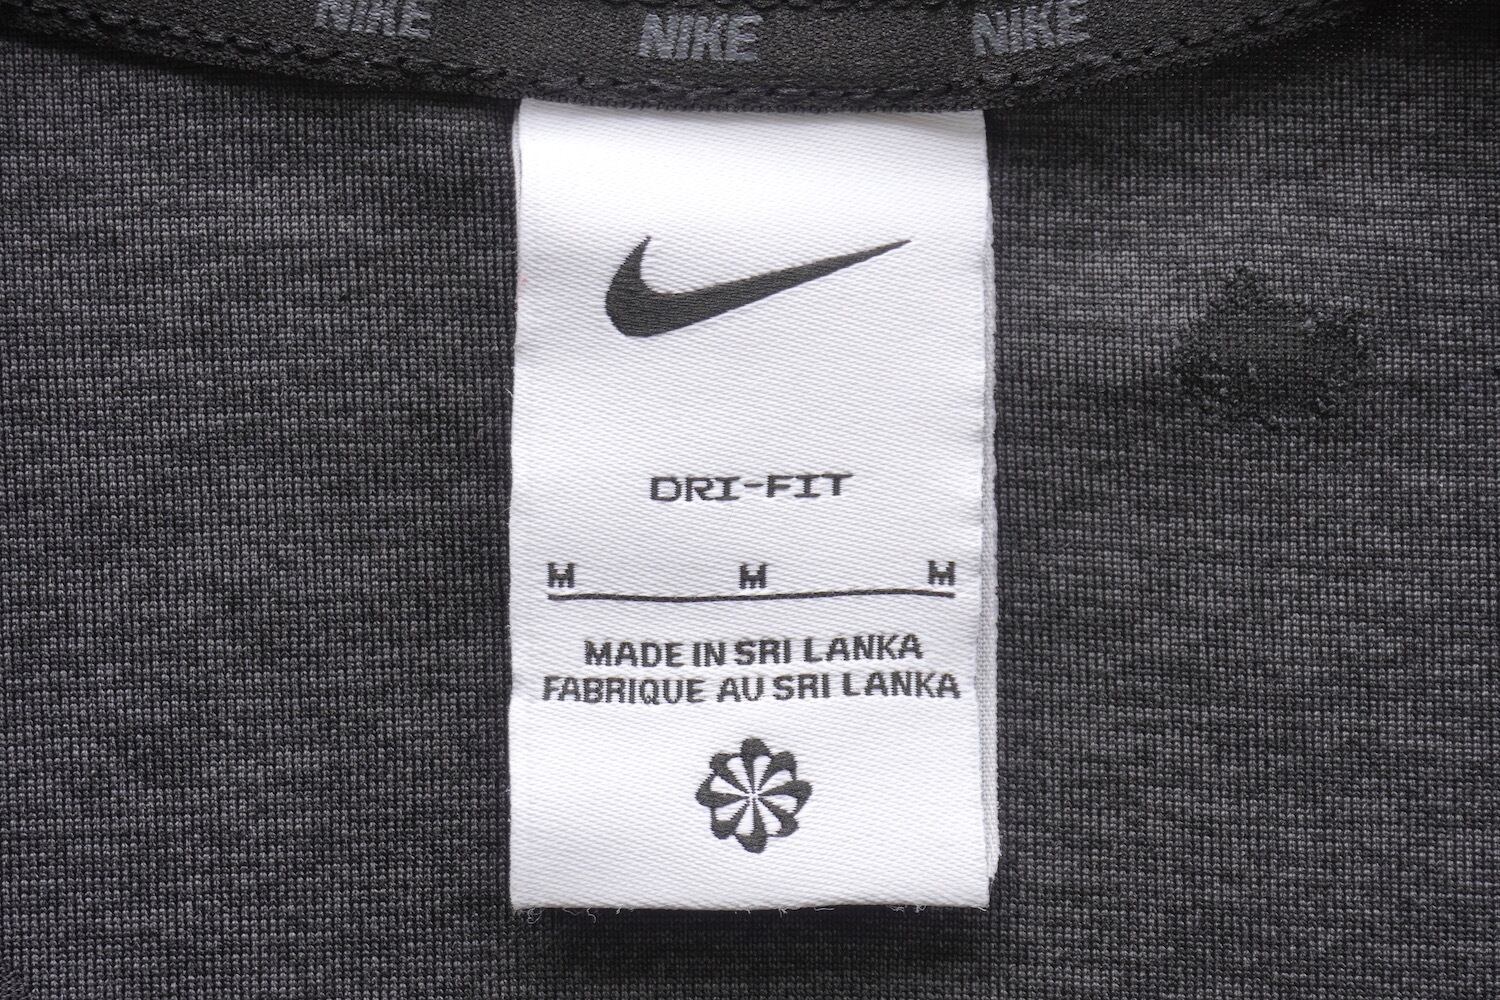 NIKE NIKE NIKE
DRI-FIT
M M M
MADE IN SRI LANKA
FABRIQUE AU SRI LANKA